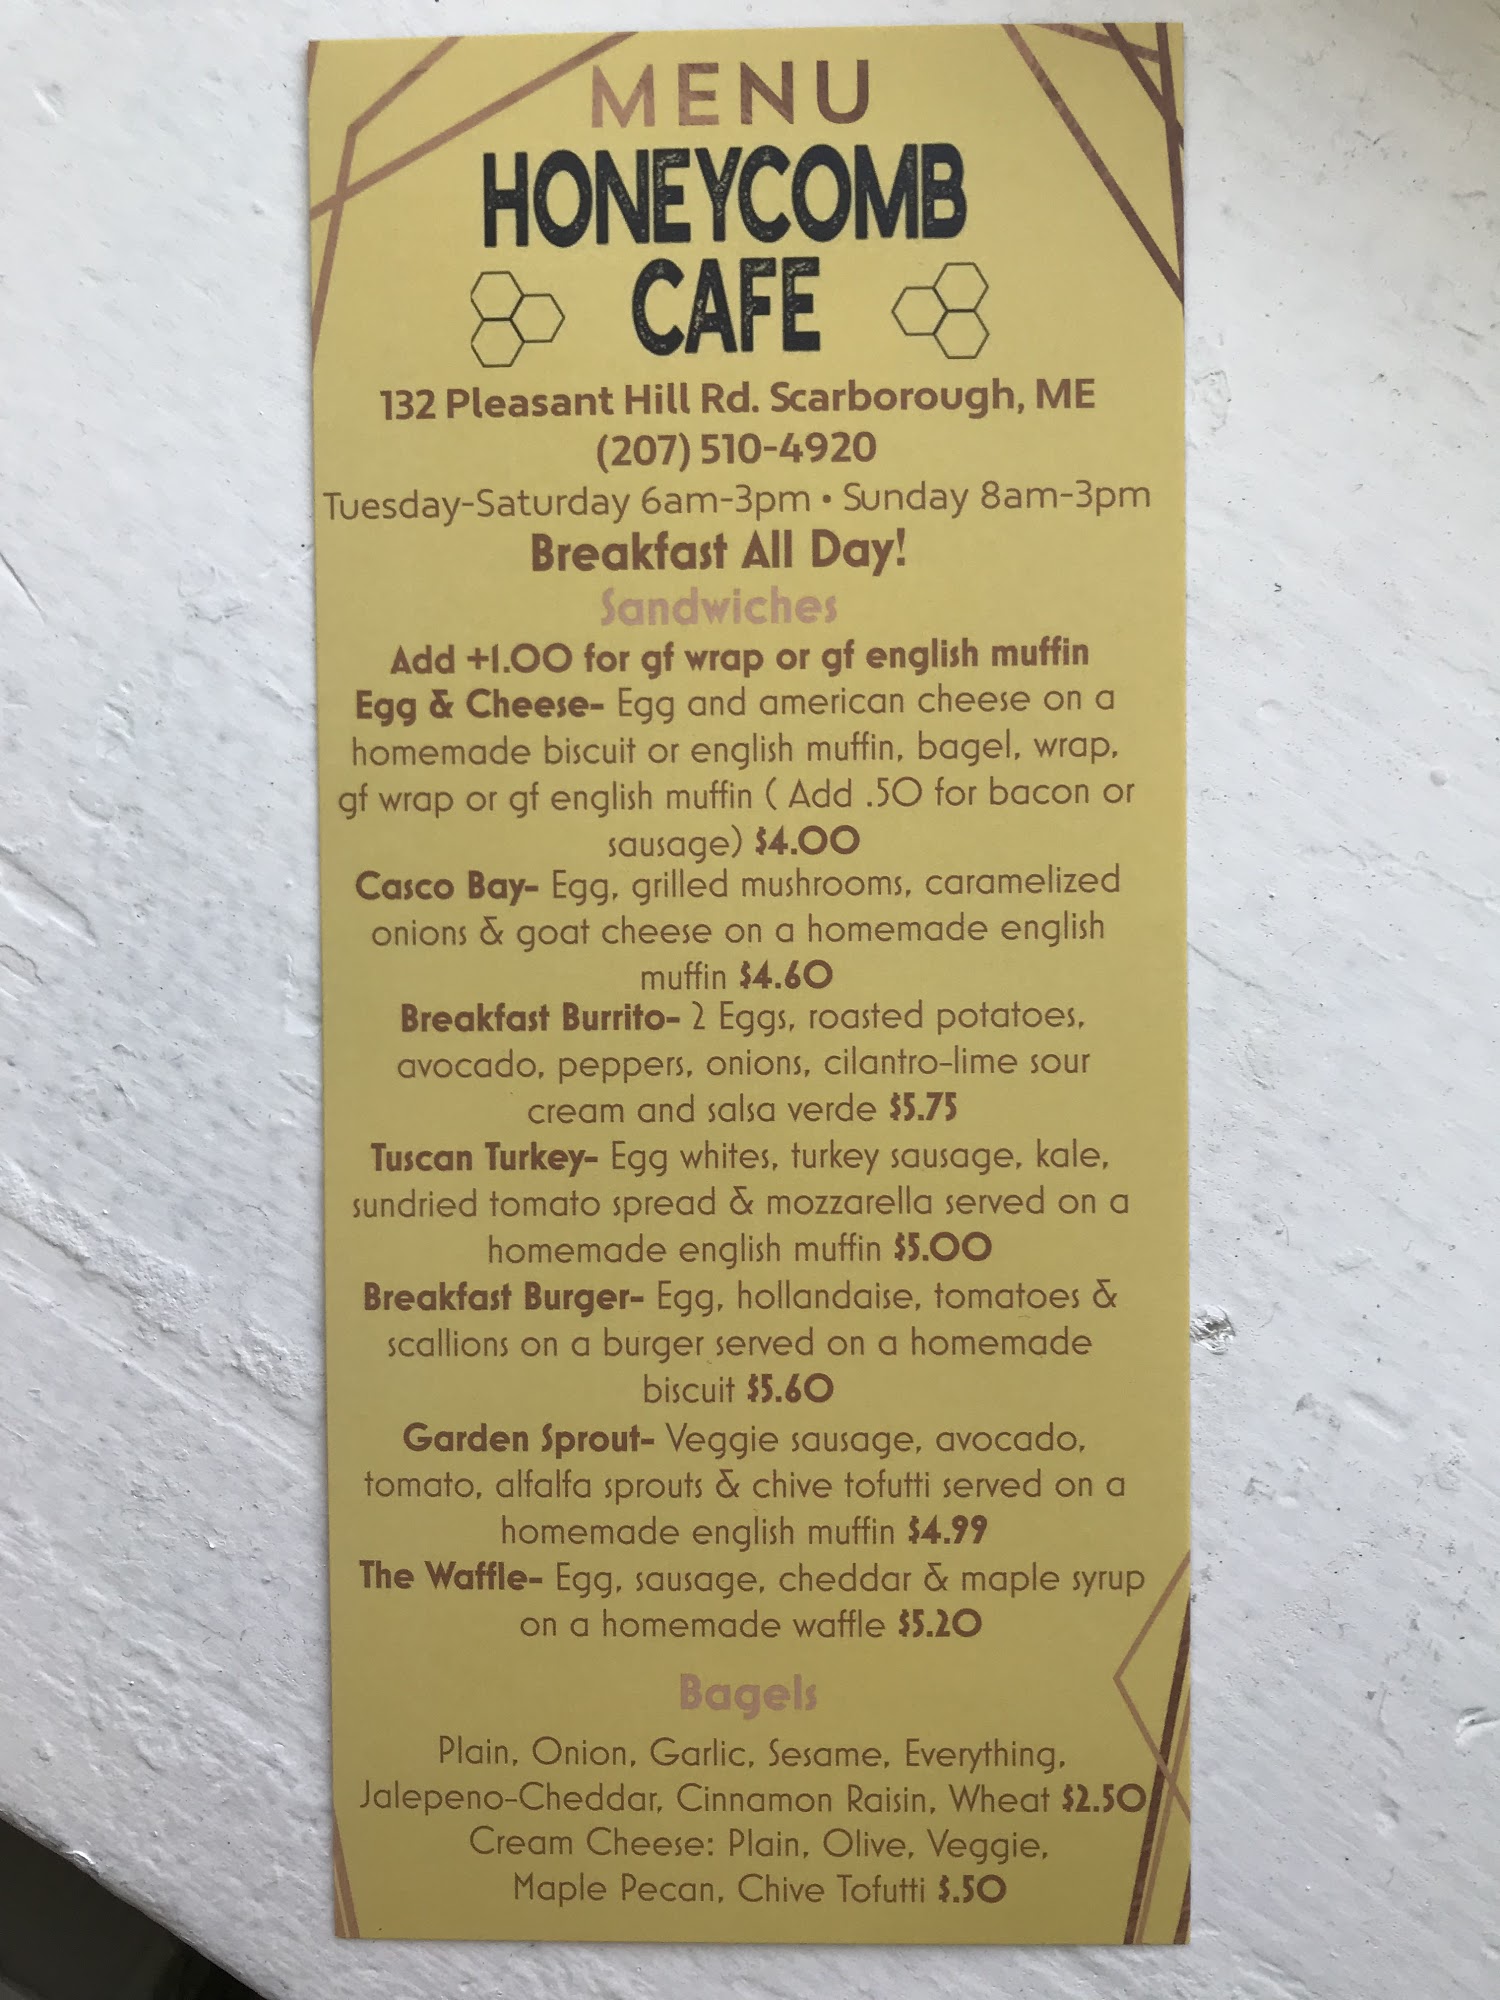 MENU
HONEYCOMB
CAFE
132 Pleasant Hill Rd. Scarborough, ME
(207) 510-4920
Tuesday-Saturday 6am-3pm • Sunday 8am-3pm
Breakfast All Day!
Sandwiches
Add +1.00 for gf wrap or gf english muffin
Egg & Cheese- Egg and american cheese on a
homemade biscuit or english muffin, bagel, wrap,
gf wrap or gf english muffin ( Add .50 for bacon or
sausage) $4.00
Casco Bay- Egg, grilled mushrooms, caramelized
onions & goat cheese on a homemade english
muffin $4.60
Breakfast Burrito- 2 Eggs, roasted potatoes,
avocado, peppers, onions, cilantro-lime sour
cream and salsa verde $5.75
Tuscan Turkey- Egg whites, turkey sausage, kale,
sundried tomato spread & mozzarella served on a
homemade english muffin $5.00
Breakfast Burger- Egg, hollandaise, tomatoes &
scallions on a burger served on a homemade
biscuit $5.60
Garden Sprout- Veggie sausage, avocado,
tomato, alfalfa sprouts & chive tofutti served on a
homemade english muffin $4.99
The Waffle- Egg, sausage, cheddar & maple syrup
on a homemade waffle $5.20
Bagels
Plain, Onion, Garlic, Sesame, Everything,
Jalepeno-Cheddar, Cinnamon Raisin, Wheat $2.50
Cream Cheese: Plain, Olive, Veggie,
Maple Pecan, Chive Tofutti $.50